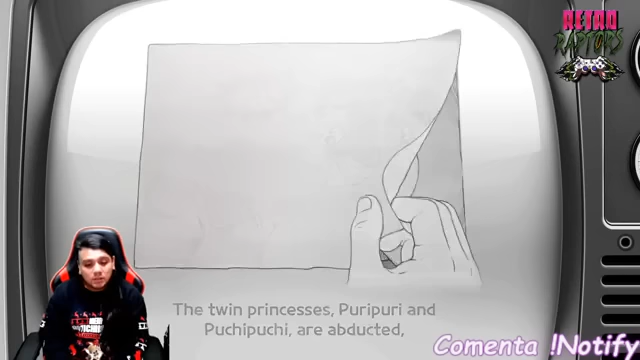 RETRO
RAPTORS
The twin princesses, Puripuri and
Puchipuchi, are abducted,
Comenta !Notify